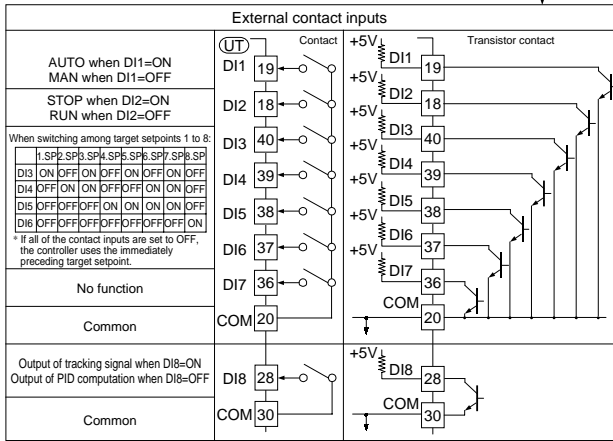 External contact inputs
AUTO when DI1=ON
MAN when DI1=OFF
STOP when DI2=ON
RUN when DI2=OFF
When switching among target setpoints 1 to 8:
1.SP 2.SP 3.SP 4.SP 5.SP 6.SP 7.SP 8.SP
DI3 ON OFF ON OFF ON OFF ON OFF
DI4 OFF ON ON OFF OFF ON ON OFF
DI5 OFF OFF OFF ON ON ON ON OFF
DI6 OFF OFF OFF OFF OFF OFF OFF ON
* If all of the contact inputs are set to OFF,
the controller uses the immediately
preceding target setpoint.
No function
Common
Output of tracking signal when DI8=ON
Output of PID computation when DI8=OFF
Common
UT
Contact
DI1 19
DI2 18
DI3 40
DI4 39
DI5 38
DI6 37
DI7 36
COM 20
DI8 28
COM 30
Transistor contact
+5V DI1 19
+5V DI2 18
+5V DI3 40
+5V DI4 39
+5V DI5 38
+5V DI6 37
+5V DI7 36
COM 20
+5V DI8 28
COM 30